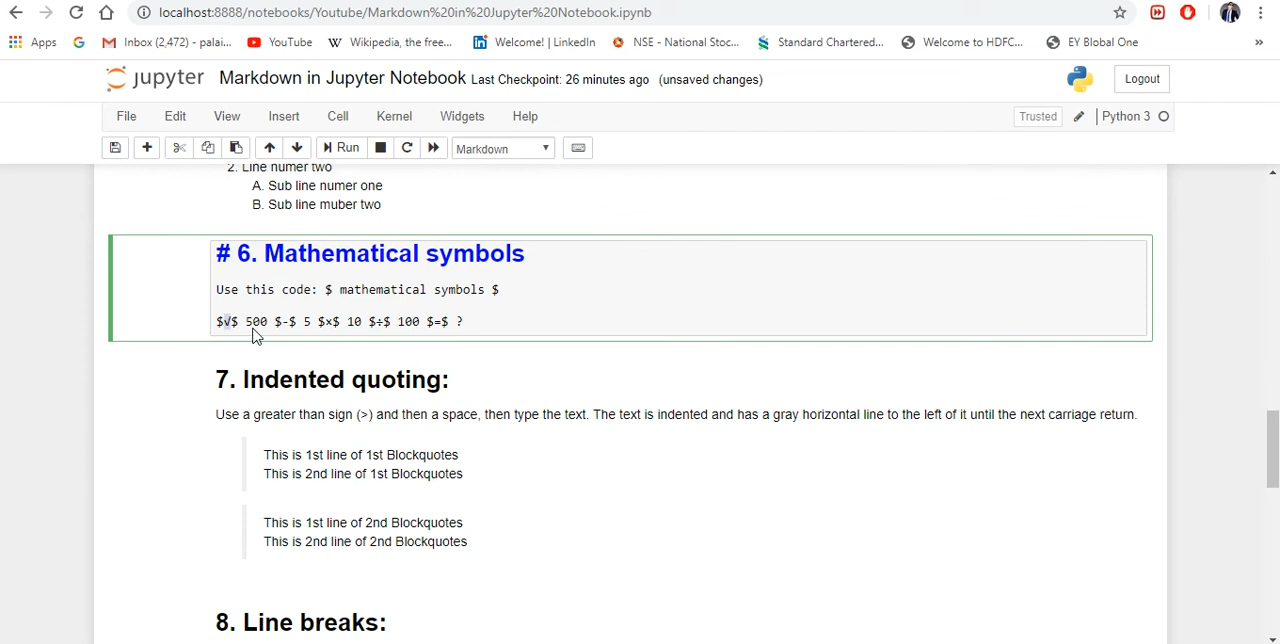 localhost:8888/notebooks/Youtube/Markdown%20in%20Jupyter%20Notebook.ipynb
Apps G Inbox (2,472) - palai... YouTube W Wikipedia, the free... in Welcome! | LinkedIn NSE - National Stoc... Standard Chartered... Welcome to HDFC... EY Blobal One »
jupyter Markdown in Jupyter Notebook Last Checkpoint: 26 minutes ago (unsaved changes) Logout
File Edit View Insert Cell Kernel Widgets Help Trusted Python 3
Run Markdown
2. Line numer two
A. Sub line numer one
B. Sub line muber two
# 6. Mathematical symbols
Use this code: $ mathematical symbols $
$√$ 500 $-$ 5 $×$ 10 $÷$ 100 $=$ ?
7. Indented quoting:
Use a greater than sign (>) and then a space, then type the text. The text is indented and has a gray horizontal line to the left of it until the next carriage return.
This is 1st line of 1st Blockquotes
This is 2nd line of 1st Blockquotes
This is 1st line of 2nd Blockquotes
This is 2nd line of 2nd Blockquotes
8. Line breaks: